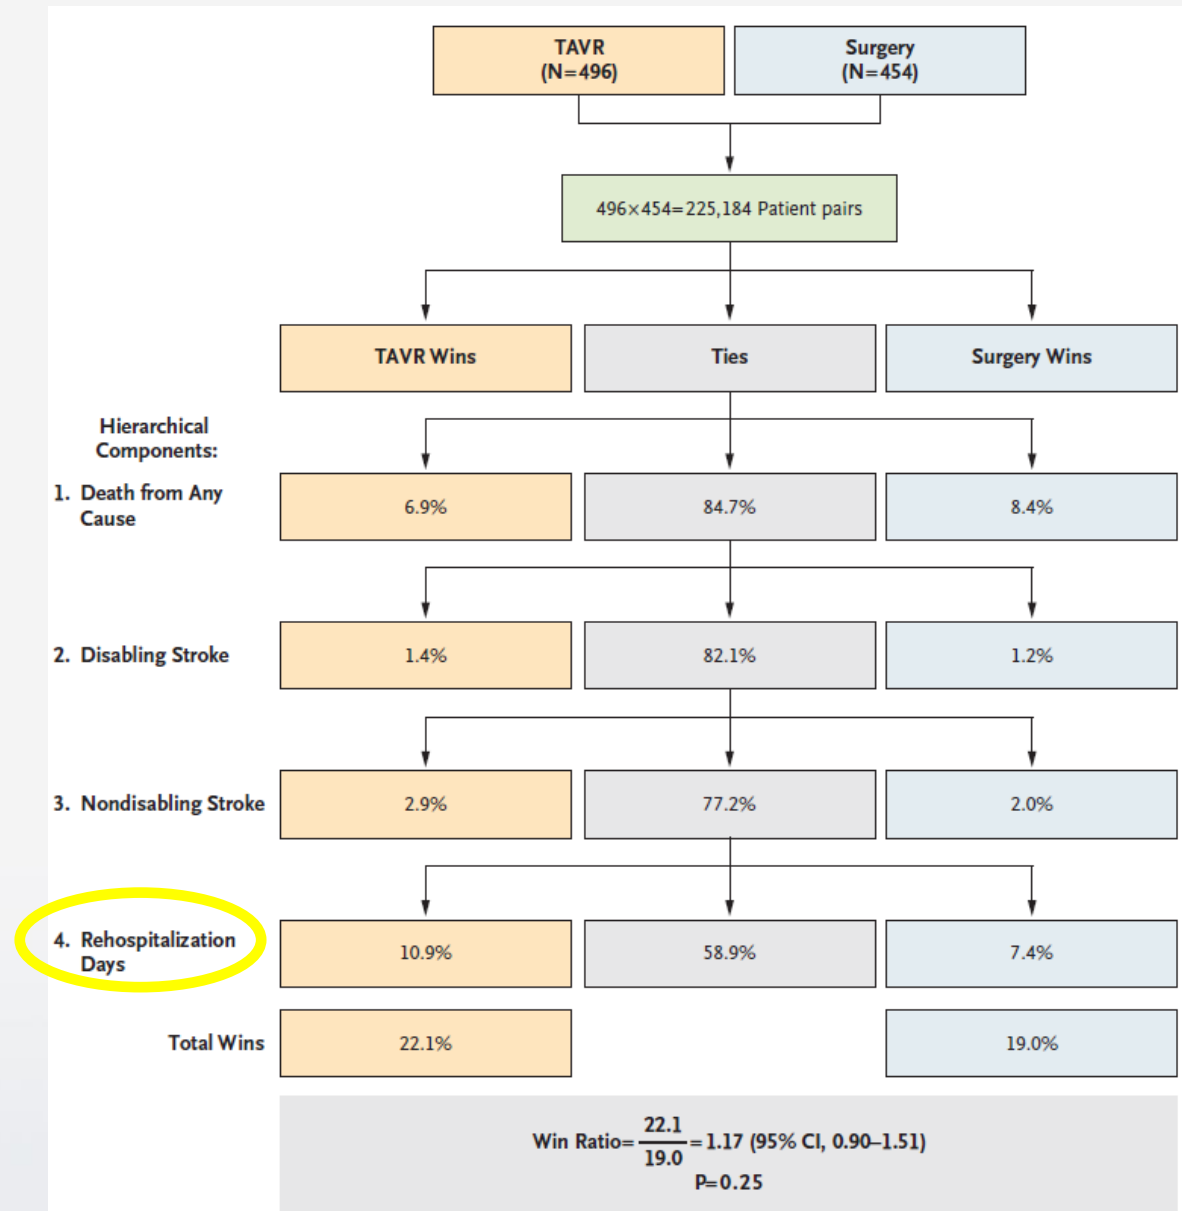 TAVR
(N=496)
Surgery
(N=454)
496×454=225,184 Patient pairs
TAVR Wins
Ties
Surgery Wins
Hierarchical
Components:
1. Death from Any
Cause
6.9%
84.7%
8.4%
2. Disabling Stroke
1.4%
82.1%
1.2%
3. Nondisabling Stroke
2.9%
77.2%
2.0%
4. Rehospitalization
Days
10.9%
58.9%
7.4%
Total Wins
22.1%
19.0%
Win Ratio= 22.1/19.0 =1.17 (95% CI, 0.90–1.51)
P=0.25